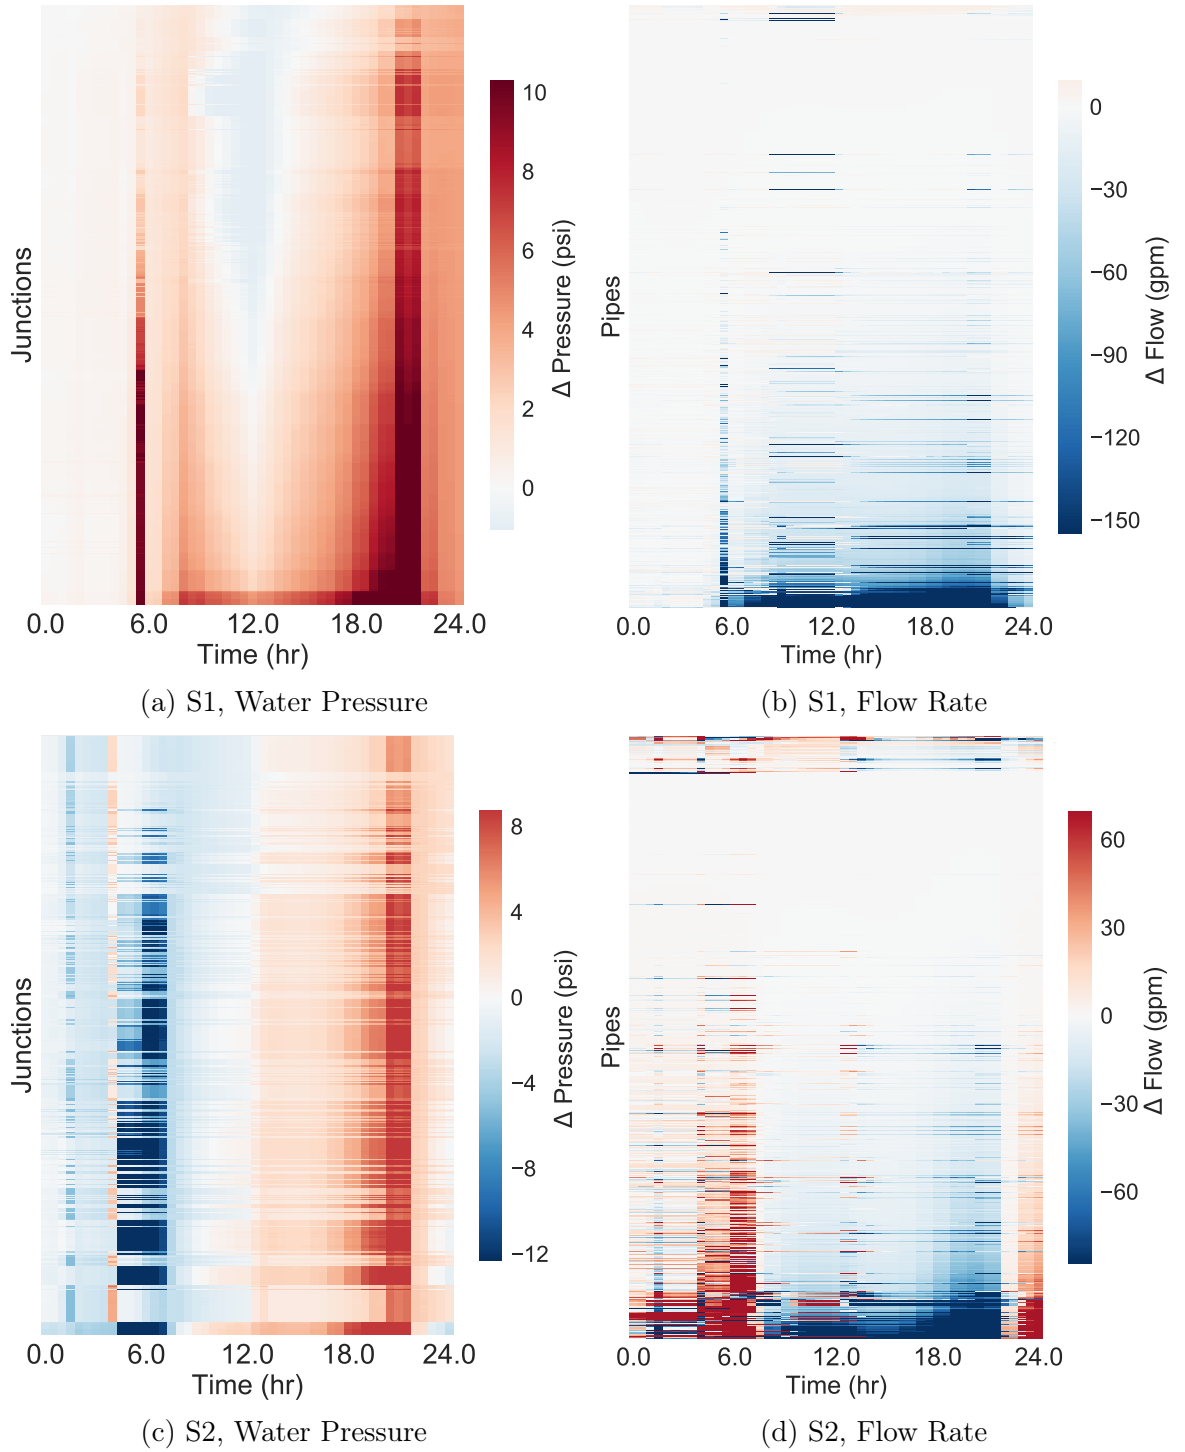 Junctions
0.0 6.0 12.0 18.0 24.0
Time (hr)
10
8
6
4
2
0
Δ Pressure (psi)
(a) S1, Water Pressure
Pipes
0.0 6.0 12.0 18.0 24.0
Time (hr)
0
−30
−60
−90
−120
−150
Δ Flow (gpm)
(b) S1, Flow Rate
Junctions
0.0 6.0 12.0 18.0 24.0
Time (hr)
8
4
0
−4
−8
−12
Δ Pressure (psi)
(c) S2, Water Pressure
Pipes
0.0 6.0 12.0 18.0 24.0
Time (hr)
60
30
0
−30
−60
Δ Flow (gpm)
(d) S2, Flow Rate